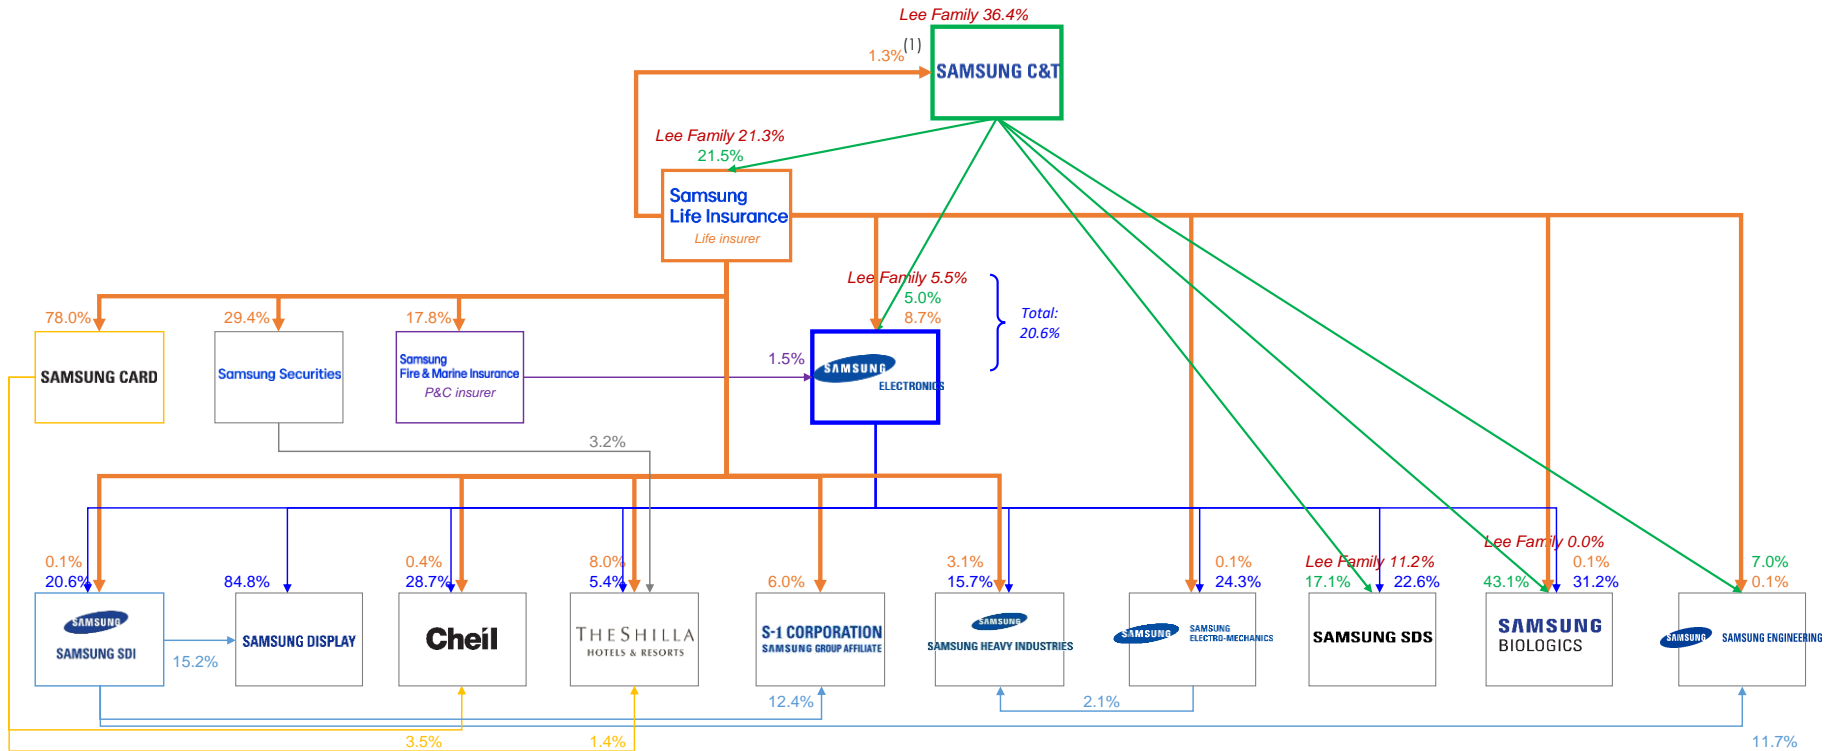 Lee Family 36.4%
(1)
1.3%
SAMSUNG C&T
Lee Family 21.3%
21.5%
Samsung
Life Insurance
Life insurer
Lee Family 5.5%
5.0%
8.7%
Total:
20.6%
78.0%
29.4%
17.8%
1.5%
SAMSUNG CARD
Samsung Securities
Samsung
Fire & Marine Insurance
P&C insurer
SAMSUNG
ELECTRONICS
3.2%
Lee Family 0.0%
0.1%
0.4%
8.0%
3.1%
0.1%
Lee Family 11.2%
0.1%
7.0%
20.6%
84.8%
28.7%
5.4%
6.0%
15.7%
24.3%
17.1%
22.6%
43.1%
31.2%
0.1%
SAMSUNG
SAMSUNG SDI
SAMSUNG DISPLAY
Cheil
THE SHILLA
HOTELS & RESORTS
S-1 CORPORATION
SAMSUNG GROUP AFFILIATE
SAMSUNG
SAMSUNG HEAVY INDUSTRIES
SAMSUNG
SAMSUNG
ELECTRO-MECHANICS
SAMSUNG SDS
SAMSUNG
BIOLOGICS
SAMSUNG
SAMSUNG ENGINEERING
15.2%
12.4%
2.1%
3.5%
1.4%
11.7%